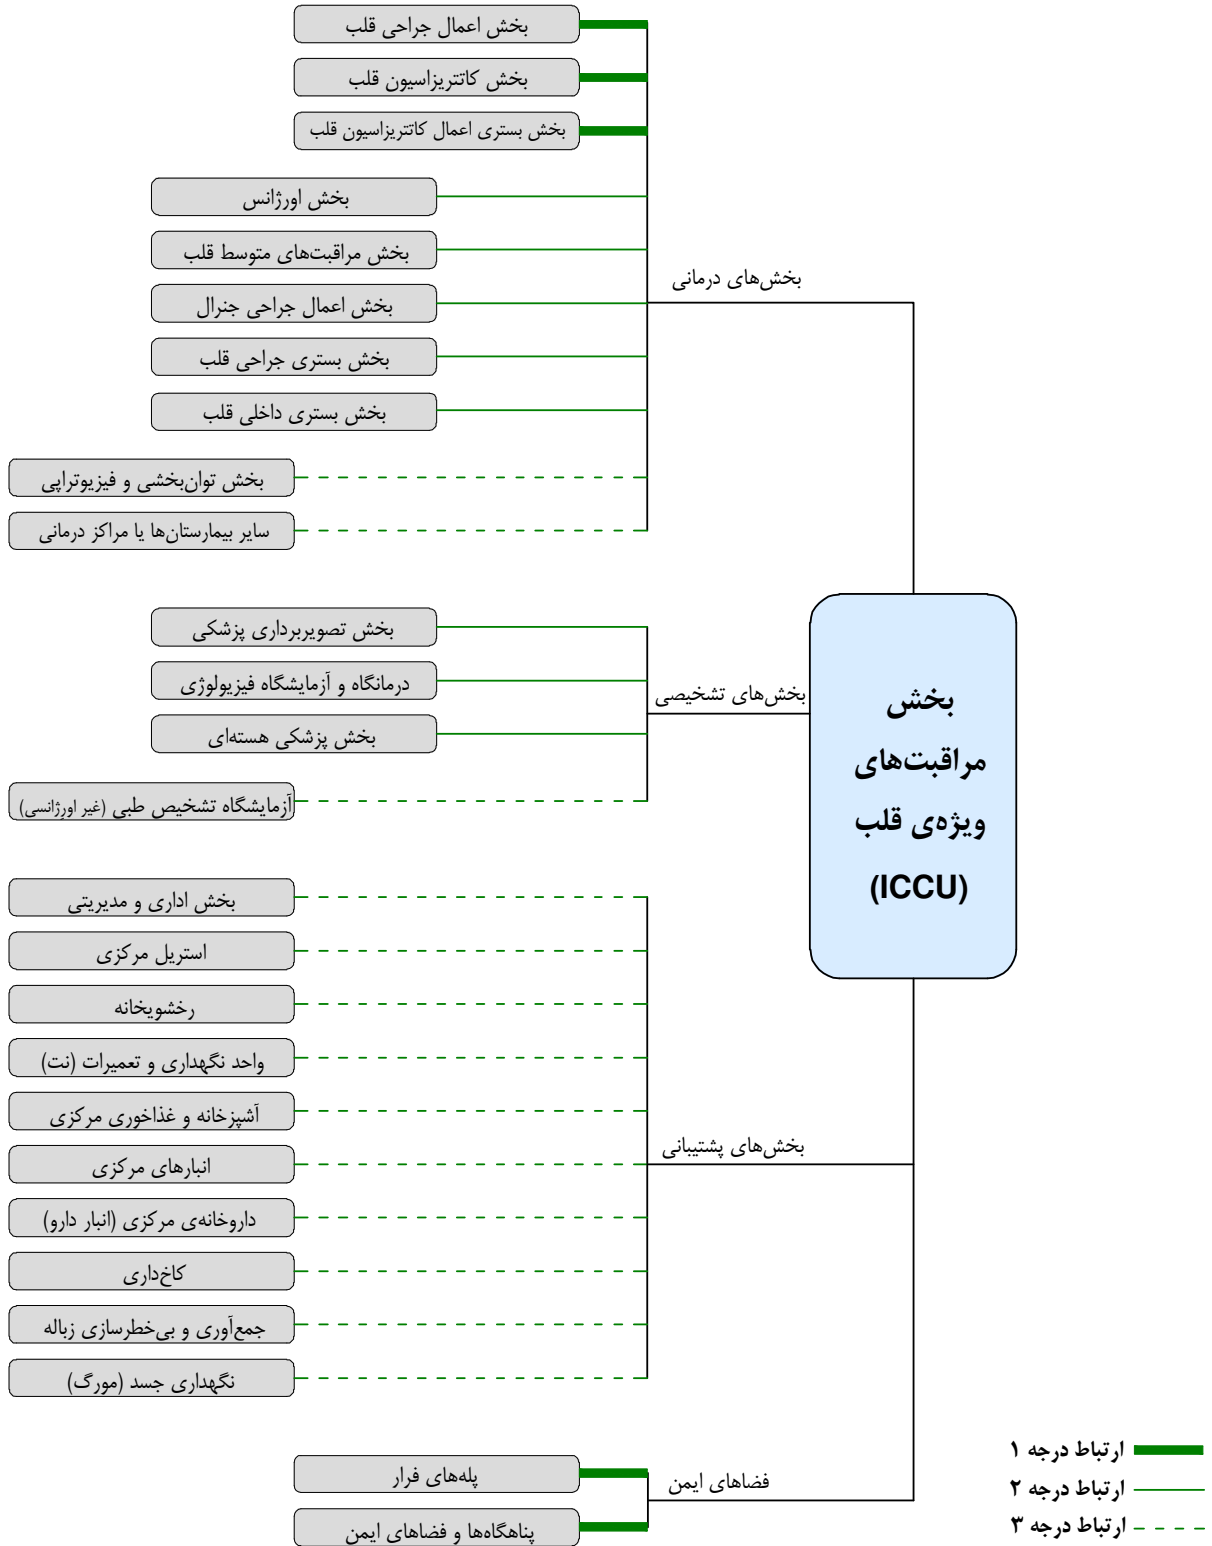 بخش اعمال جراحی قلب
بخش کاتتریزاسیون قلب
بخش بستری اعمال کاتتریزاسیون قلب
بخش اورژانس
بخش مراقبت‌های متوسط قلب
بخش اعمال جراحی جنرال
بخش بستری جراحی قلب
بخش بستری داخلی قلب
بخش توان‌بخشی و فیزیوتراپی
سایر بیمارستان‌ها یا مراکز درمانی
بخش‌های درمانی
بخش تصویربرداری پزشکی
درمانگاه و آزمایشگاه فیزیولوژی
بخش پزشکی هسته‌ای
آزمایشگاه تشخیص طبی (غیر اورژانسی)
بخش‌های تشخیصی
بخش
مراقبت‌های
ویژه‌ی قلب
(ICCU)
بخش اداری و مدیریتی
استریل مرکزی
رخشویخانه
واحد نگهداری و تعمیرات (نت)
آشپزخانه و غذاخوری مرکزی
انبارهای مرکزی
داروخانه‌ی مرکزی (انبار دارو)
کاخ‌داری
جمع‌آوری و بی‌خطرسازی زباله
نگهداری جسد (مورگ)
بخش‌های پشتیبانی
پله‌های فرار
پناهگاه‌ها و فضاهای ایمن
فضاهای ایمن
ارتباط درجه ۱
ارتباط درجه ۲
ارتباط درجه ۳